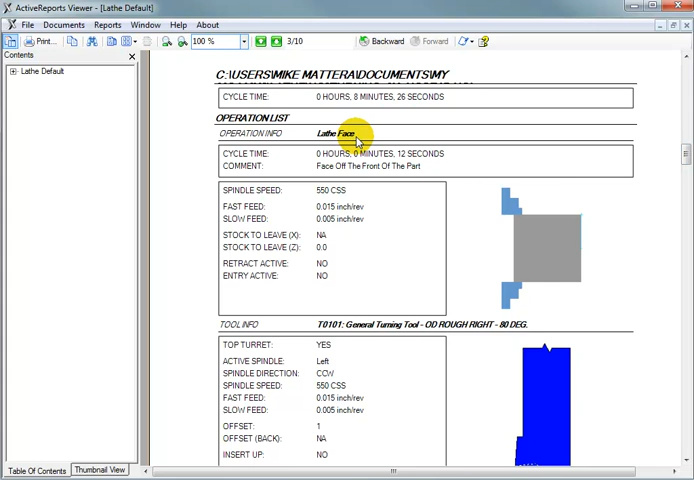 ActiveReports Viewer - [Lathe Default]
File Documents Reports Window Help About
Print... 100 % 3/10 Backward Forward
Contents
Lathe Default
Table Of Contents Thumbnail View
C:\USERS\MIKE MATTERA\DOCUMENTS\MY
CYCLE TIME: 0 HOURS, 8 MINUTES, 26 SECONDS
OPERATION LIST
OPERATION INFO Lathe Face
CYCLE TIME: 0 HOURS, 0 MINUTES, 12 SECONDS
COMMENT: Face Off The Front Of The Part
SPINDLE SPEED: 550 CSS
FAST FEED: 0.015 inch/rev
SLOW FEED: 0.005 inch/rev
STOCK TO LEAVE (X): NA
STOCK TO LEAVE (Z): 0.0
RETRACT ACTIVE: NO
ENTRY ACTIVE: NO
TOOL INFO T0101: General Turning Tool - OD ROUGH RIGHT - 80 DEG.
TOP TURRET: YES
ACTIVE SPINDLE: Left
SPINDLE DIRECTION: CCW
SPINDLE SPEED: 550 CSS
FAST FEED: 0.015 inch/rev
SLOW FEED: 0.005 inch/rev
OFFSET: 1
OFFSET (BACK): NA
INSERT UP: NO